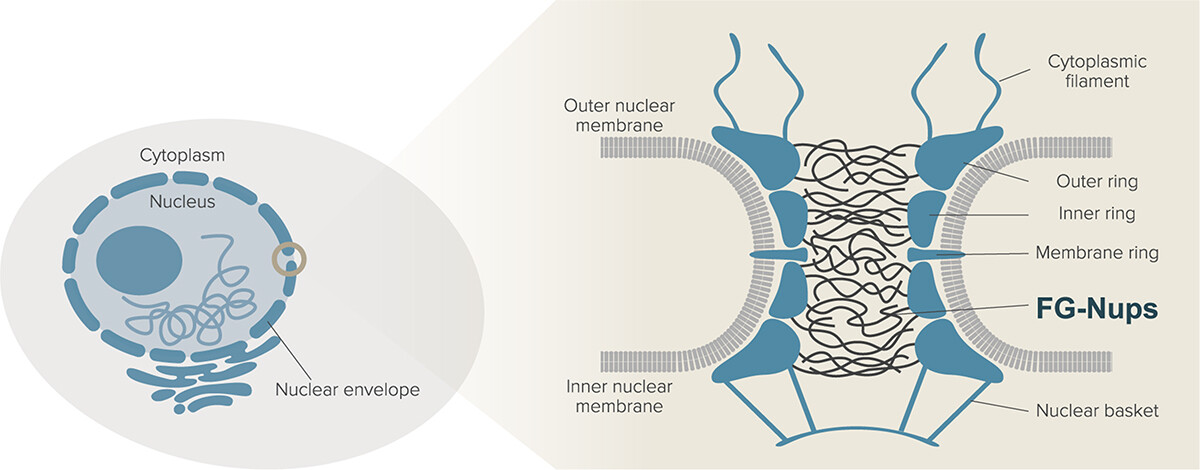 Cytoplasm
Nucleus
Nuclear envelope
Outer nuclear
membrane
Inner nuclear
membrane
Cytoplasmic
filament
Outer ring
Inner ring
Membrane ring
FG-Nups
Nuclear basket